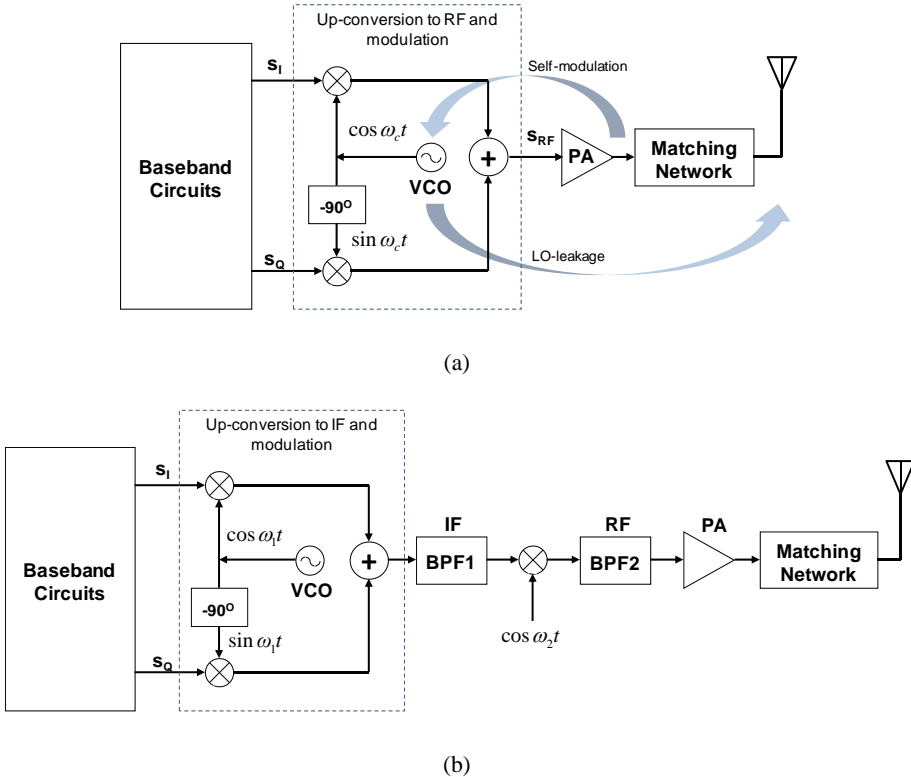 Up-conversion to RF and
modulation
Self-modulation
s_I
cos ω_c t
s_RF
PA
Matching
Network
Baseband
Circuits
VCO
+
-90^O
sin ω_c t
s_Q
LO-leakage
(a)
Up-conversion to IF and
modulation
s_I
cos ω_1 t
IF
RF
PA
BPF1
BPF2
Matching
Network
Baseband
Circuits
VCO
+
-90^O
sin ω_1 t
cos ω_2 t
s_Q
(b)